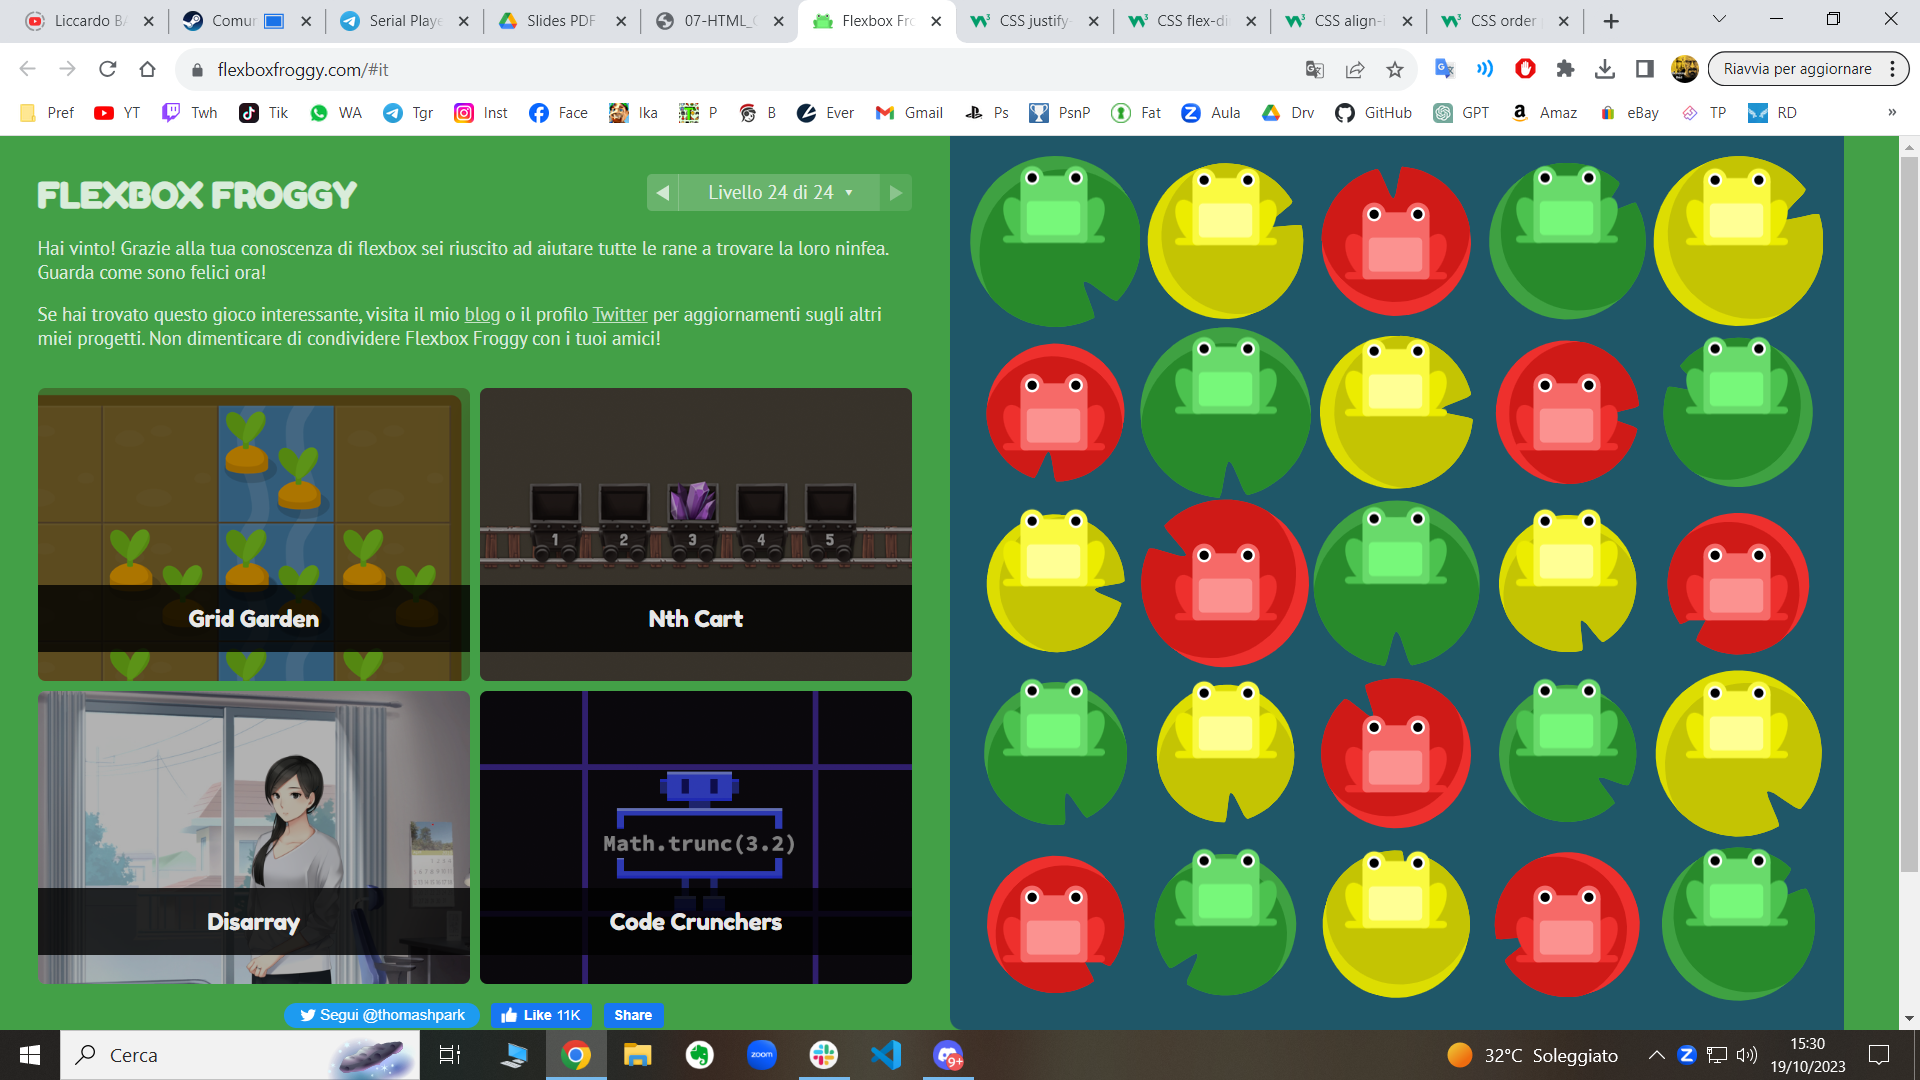 Liccardo BA
Comun
Serial Playe
Slides PDF
07-HTML_C
Flexbox Fro
CSS justify-
CSS flex-di
CSS align-i
CSS order
flexboxfroggy.com/#it
Riavvia per aggiornare
Pref
YT
Twh
Tik
WA
Tgr
Inst
Face
Ika
P
B
Ever
Gmail
Ps
PsnP
Fat
Aula
Drv
GitHub
GPT
Amaz
eBay
TP
RD
»
FLEXBOX FROGGY
Livello 24 di 24
Hai vinto! Grazie alla tua conoscenza di flexbox sei riuscito ad aiutare tutte le rane a trovare la loro ninfea.
Guarda come sono felici ora!
Se hai trovato questo gioco interessante, visita il mio blog o il profilo Twitter per aggiornamenti sugli altri
miei progetti. Non dimenticare di condividere Flexbox Froggy con i tuoi amici!
1 2 3 4 5
Grid Garden
Nth Cart
Math.trunc(3.2)
Disarray
Code Crunchers
Segui @thomashpark
Like 11K
Share
Cerca
zoom
9+
32°C Soleggiato
15:30
19/10/2023